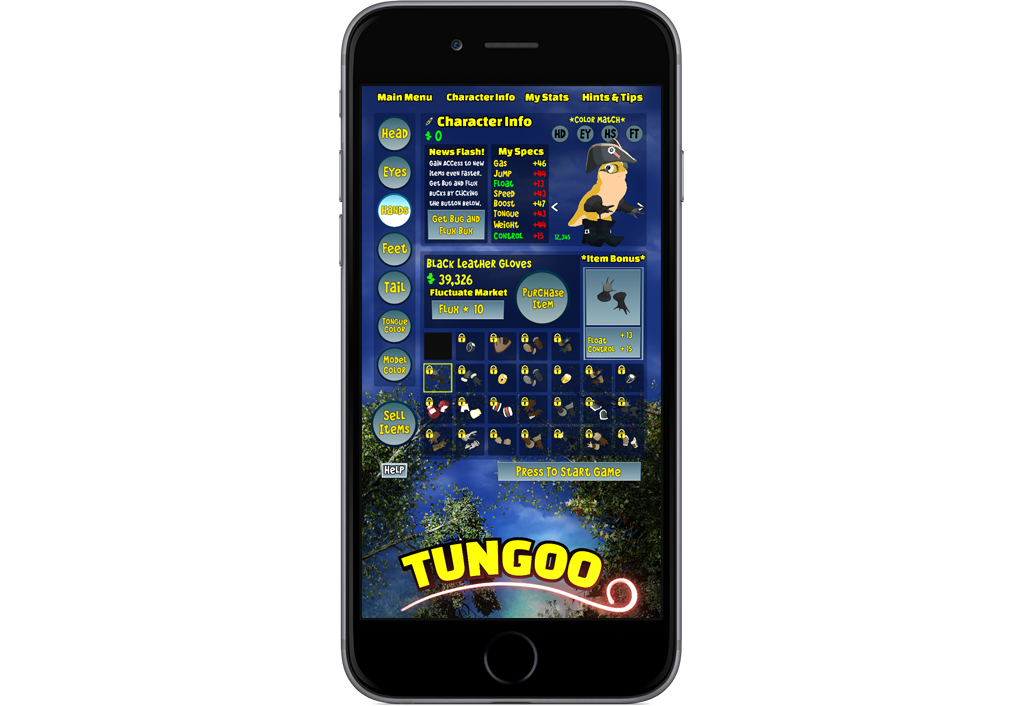 Main Menu Character Info My Stats Hints & Tips
Head
Eyes
Hands
Feet
Tail
Tongue
Color
Model
Color
Sell
Items
Help
Character Info
0
*Color Match*
HD EY HS FT
News Flash!
Gain access to new
items even faster.
Get Bug and Flux
bucks by clicking
the button below.
Get Bug and
Flux Bux
My Specs
Gas +46
Jump +44
Float +13
Speed +43
Boost +47
Tongue +43
Weight +44
Control +15
< >
12,345
Black Leather Gloves
39,326
Fluctuate Market
Flux * 10
Purchase
Item
*Item Bonus*
Float + 13
Control + 15
Press To Start Game
TUNGOO